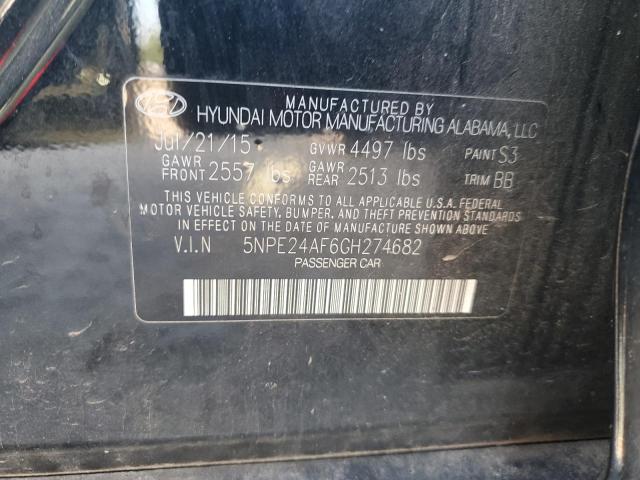 MANUFACTURED BY
HYUNDAI MOTOR MANUFACTURING ALABAMA, LLC
Jul/21/15 GVWR 4497 lbs PAINT S3
GAWR FRONT 2557 lbs GAWR REAR 2513 lbs TRIM BB
THIS VEHICLE CONFORMS TO ALL APPLICABLE U.S.A. FEDERAL
MOTOR VEHICLE SAFETY, BUMPER, AND THEFT PREVENTION STANDARDS
IN EFFECT ON THE DATE OF MANUFACTURE SHOWN ABOVE.
V.I.N 5NPE24AF6GH274682
PASSENGER CAR